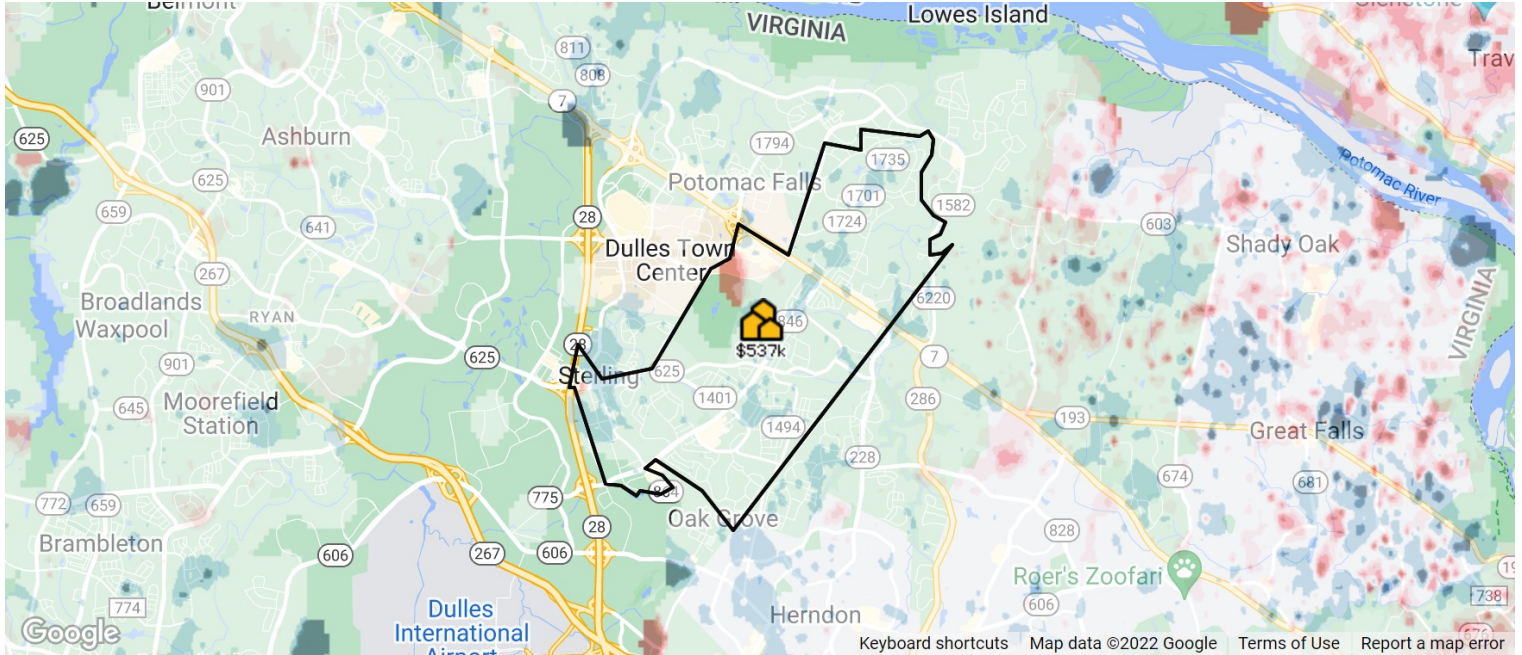 Belmont
Lowes Island
VIRGINIA
811
808
901
7
Trav
625
Ashburn
1794
1735
Potomac River
625
Potomac Falls
1701
659
28
1724
1582
603
641
Dulles Town
Center
Shady Oak
267
Broadlands
Waxpool
RYAN
6220
846
VIRGINIA
28
$537k
625
7
901
Sterling
625
645
1401
286
193
Moorefield
Station
1494
Great Falls
228
674
681
772
659
775
884
Oak Grove
28
828
Brambleton
606
267
606
Roer's Zoofari
774
Dulles
International
Airport
606
738
Herndon
Google
Keyboard shortcuts
Map data ©2022 Google
Terms of Use
Report a map error